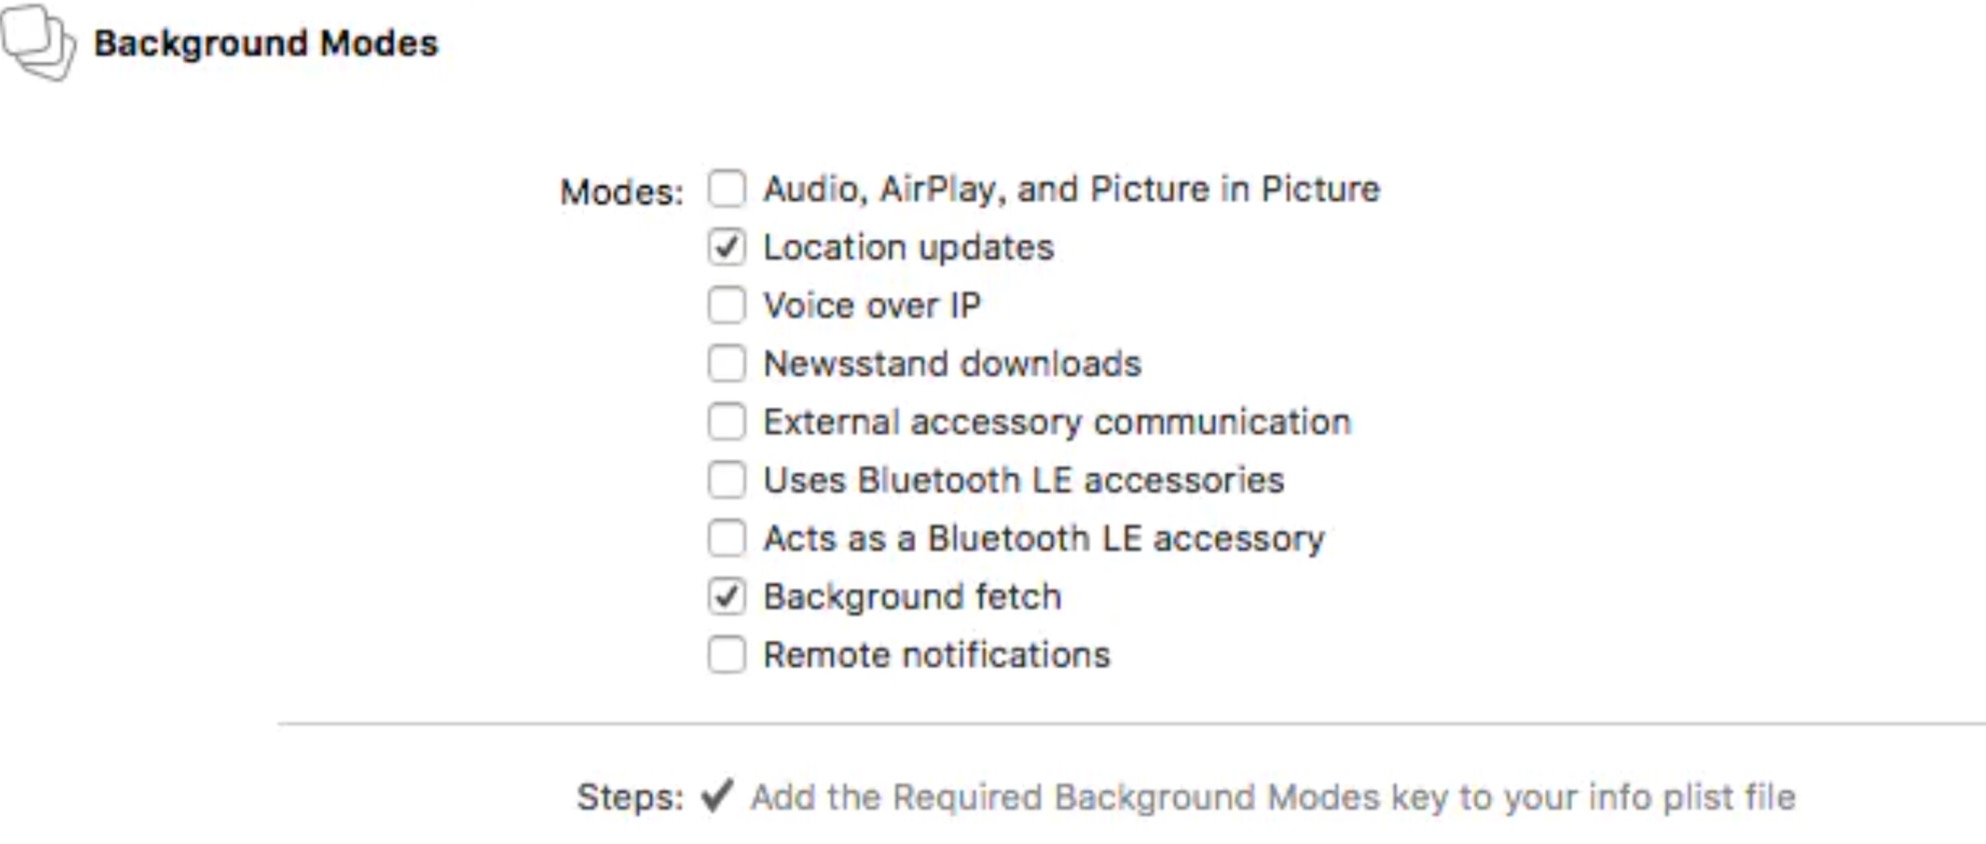 Background Modes
Modes: Audio, AirPlay, and Picture in Picture
Location updates
Voice over IP
Newsstand downloads
External accessory communication
Uses Bluetooth LE accessories
Acts as a Bluetooth LE accessory
Background fetch
Remote notifications
Steps: Add the Required Background Modes key to your info plist file